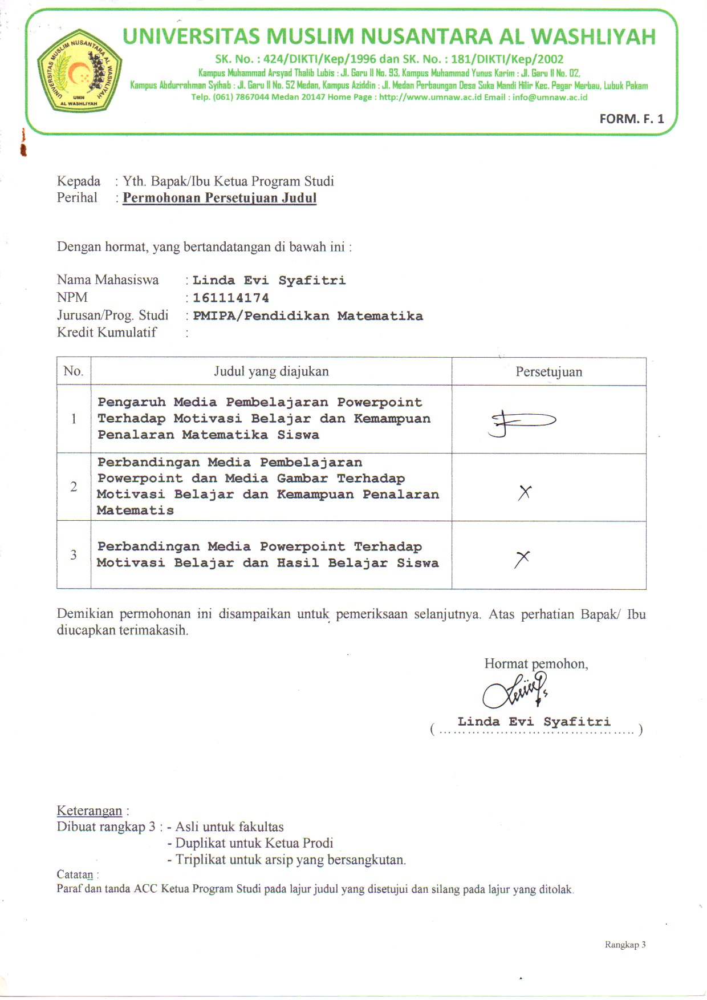 UNIVERSITAS MUSLIM NUSANTARA AL WASHLIYAH
SK. No. : 424/DIKTI/Kep/1996 dan SK. No. : 181/DIKTI/Kep/2002
Kampus Muhammad Arsyad Thalib Lubis : Jl. Garu II No. 93, Kampus Muhammad Yunus Karim : Jl. Garu II No. 02,
Kampus Abdurrahman Syihab : Jl. Garu II No. 52 Medan, Kampus Aziddin : Jl. Medan Perbaungan Desa Suka Mandi Hilir Kec. Pagar Merbau, Lubuk Pakam
Telp. (061) 7867044 Medan 20147 Home Page : http://www.umnaw.ac.id Email : info@umnaw.ac.id
UNIVERSITAS MUSLIM NUSANTARA AL WASHLIYAH
UMN
AL WASHLIYAH
FORM. F. 1
Kepada : Yth. Bapak/Ibu Ketua Program Studi
Perihal : Permohonan Persetujuan Judul
Dengan hormat, yang bertandatangan di bawah ini :
Nama Mahasiswa : Linda Evi Syafitri
NPM : 161114174
Jurusan/Prog. Studi : PMIPA/Pendidikan Matematika
Kredit Kumulatif :
No. Judul yang diajukan Persetujuan
1 Pengaruh Media Pembelajaran Powerpoint
Terhadap Motivasi Belajar dan Kemampuan
Penalaran Matematika Siswa
2 Perbandingan Media Pembelajaran
Powerpoint dan Media Gambar Terhadap
Motivasi Belajar dan Kemampuan Penalaran
Matematis
X
3 Perbandingan Media Powerpoint Terhadap
Motivasi Belajar dan Hasil Belajar Siswa
X
Demikian permohonan ini disampaikan untuk pemeriksaan selanjutnya. Atas perhatian Bapak/ Ibu
diucapkan terimakasih.
Hormat pemohon,
( Linda Evi Syafitri )
Keterangan :
Dibuat rangkap 3 : - Asli untuk fakultas
- Duplikat untuk Ketua Prodi
- Triplikat untuk arsip yang bersangkutan.
Catatan :
Paraf dan tanda ACC Ketua Program Studi pada lajur judul yang disetujui dan silang pada lajur yang ditolak.
Rangkap 3